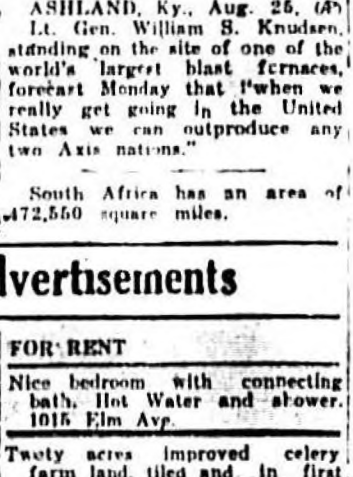 ASHLAND, Ky., Aug. 25, (AP)
Lt. Gen. William S. Knudsen,
standing on the site of one of the
world's largest blast furnaces,
forecast Monday that "when we
really get going in the United
States we can outproduce any
two Axis nations."
South Africa has an area of
472,550 square miles.
dvertisements
FOR RENT
Nice bedroom with connecting
bath. Hot Water and shower.
1015 Elm Ave.
Twety acres improved celery
farm land, tiled and in first